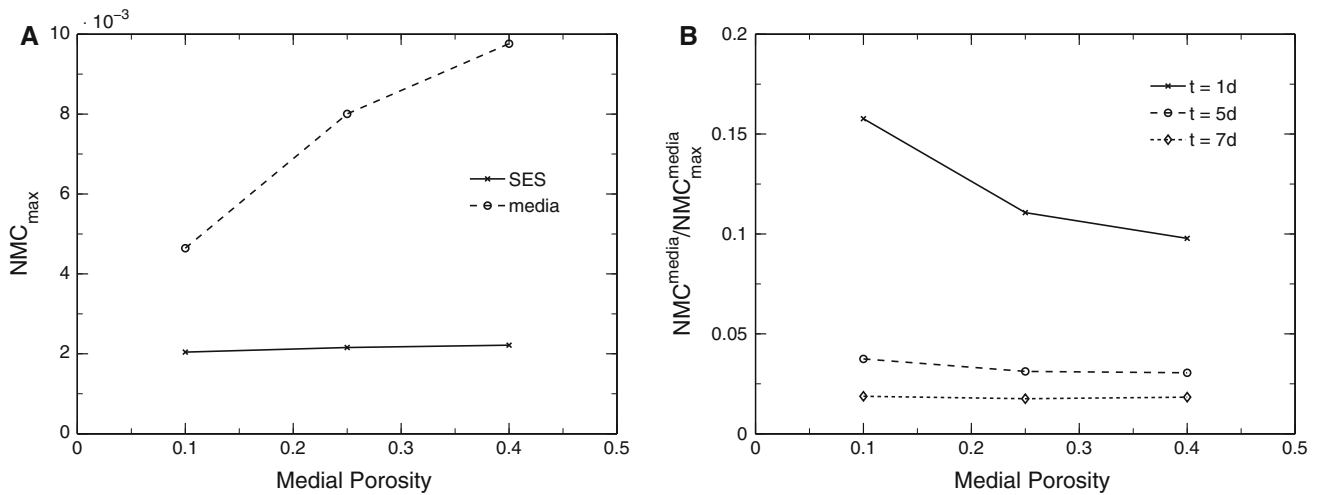 A
· 10⁻³
10
8
6
4
2
0
0
0.1
0.2
0.3
0.4
0.5
NMCmax
Medial Porosity
SES
media
B
0.2
0.15
0.1
0.05
0
0
0.1
0.2
0.3
0.4
0.5
NMC^media/NMC_max^media
Medial Porosity
t = 1d
t = 5d
t = 7d